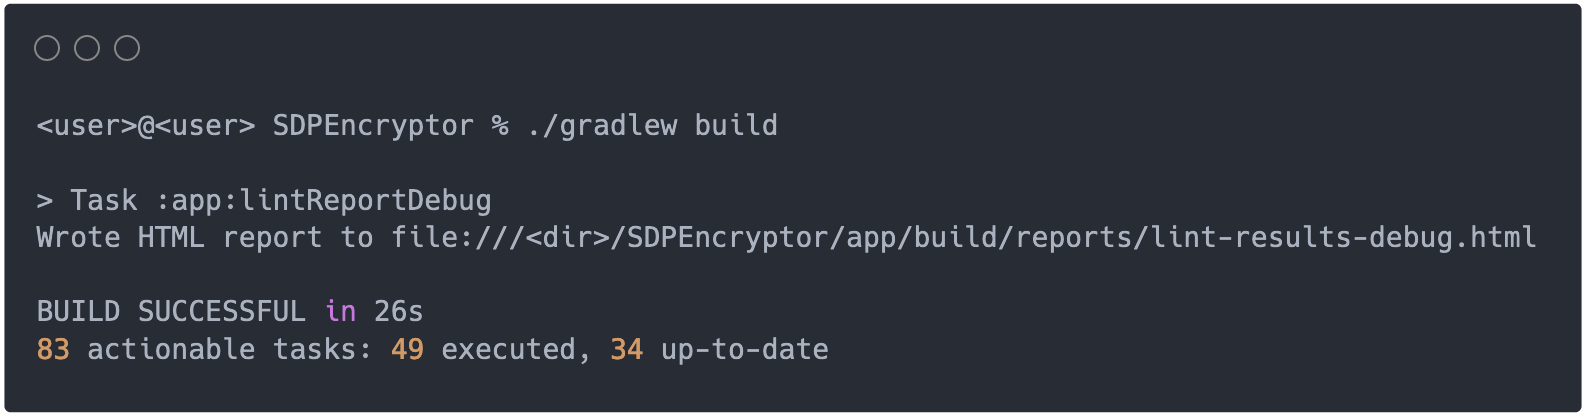 <user>@<user> SDPEncryptor % ./gradlew build
> Task :app:lintReportDebug
Wrote HTML report to file:///<dir>/SDPEncryptor/app/build/reports/lint-results-debug.html
BUILD SUCCESSFUL in 26s
83 actionable tasks: 49 executed, 34 up-to-date